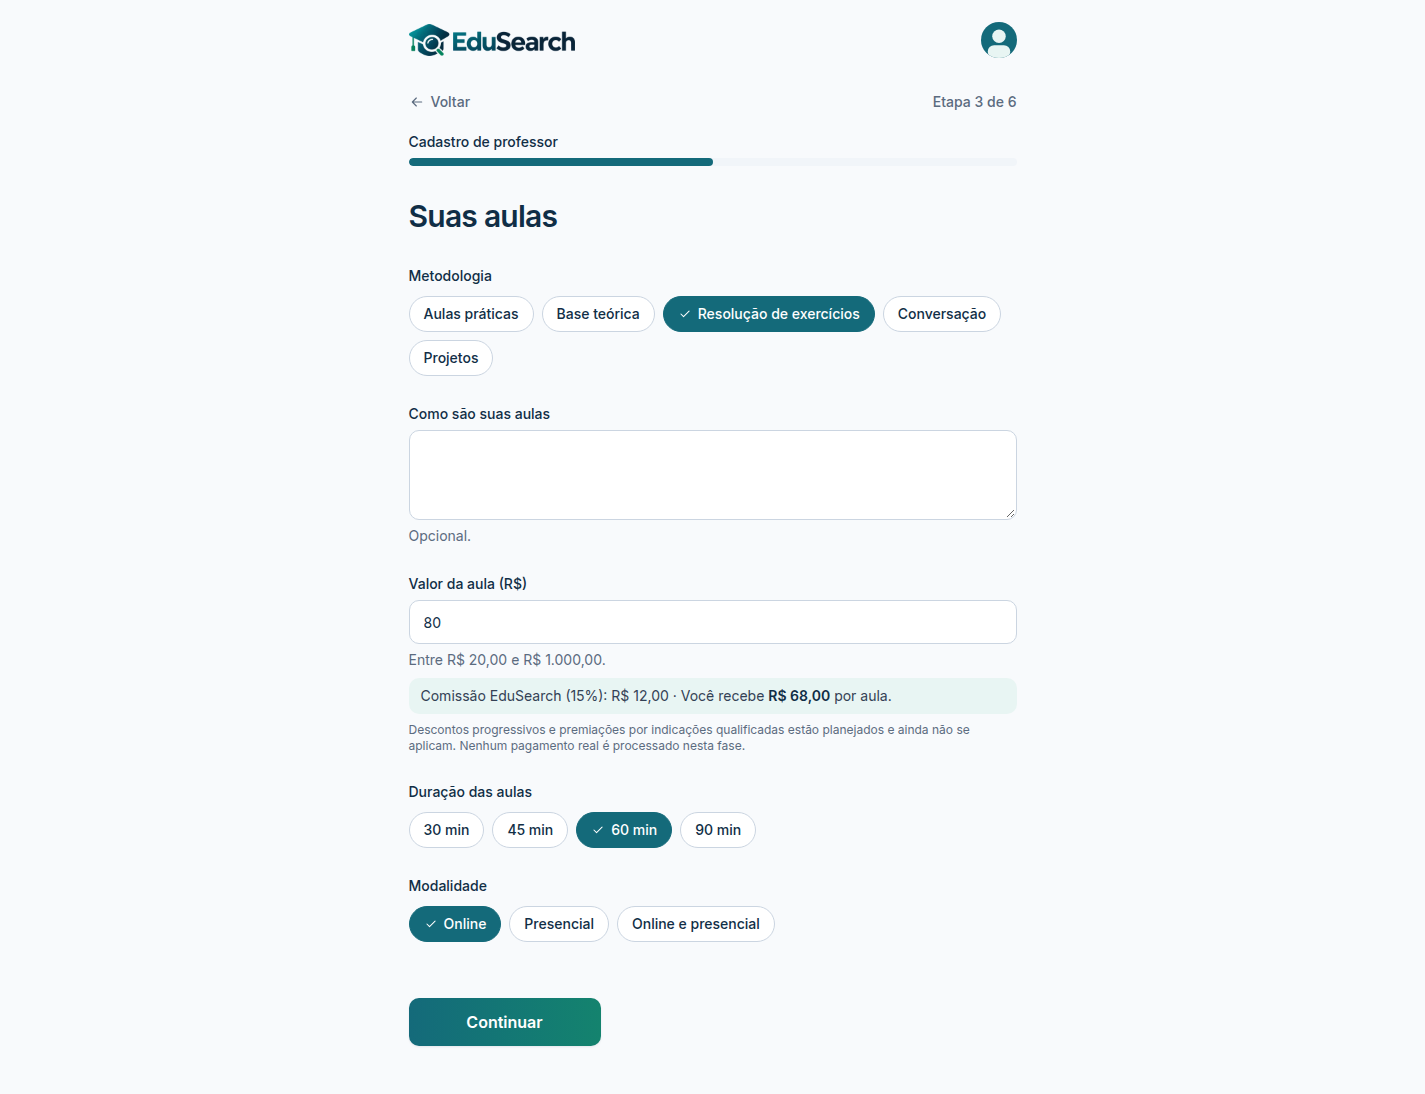 EduSearch
← Voltar
Etapa 3 de 6
Cadastro de professor
Suas aulas
Metodologia
Aulas práticas
Base teórica
Resolução de exercícios
Conversação
Projetos
Como são suas aulas
Opcional.
Valor da aula (R$)
80
Entre R$ 20,00 e R$ 1.000,00.
Comissão EduSearch (15%): R$ 12,00 · Você recebe R$ 68,00 por aula.
Descontos progressivos e premiações por indicações qualificadas estão planejados e ainda não se
aplicam. Nenhum pagamento real é processado nesta fase.
Duração das aulas
30 min
45 min
60 min
90 min
Modalidade
Online
Presencial
Online e presencial
Continuar